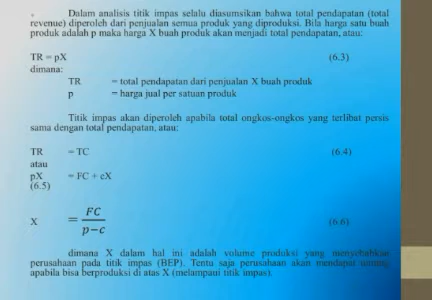 . Dalam analisis titik impas selalu diasumsikan bahwa total pendapatan (total
revenue) diperoleh dari penjualan semua produk yang diproduksi. Bila harga satu buah
produk adalah p maka harga X buah produk akan menjadi total pendapatan, atau:
TR = pX (6.3)
dimana:
TR = total pendapatan dari penjualan X buah produk
p = harga jual per satuan produk
Titik impas akan diperoleh apabila total ongkos-ongkos yang terlibat persis
sama dengan total pendapatan, atau:
TR = TC (6.4)
atau
pX = FC + cX
(6.5)
X = FC / p−c (6.6)
dimana X dalam hal ini adalah volume produksi yang menyebabkan
perusahaan pada titik impas (BEP). Tentu saja perusahaan akan mendapat untung
apabila bisa berproduksi di atas X (melampaui titik impas).